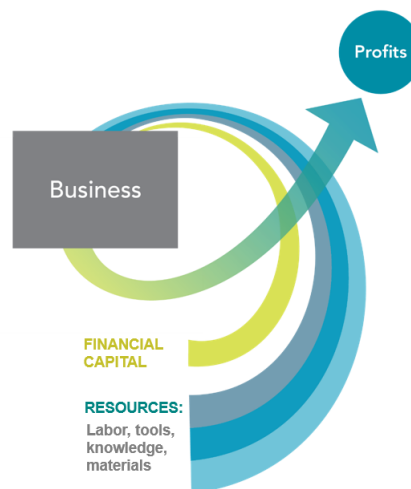 Profits
Business
FINANCIAL
CAPITAL
RESOURCES:
Labor, tools,
knowledge,
materials